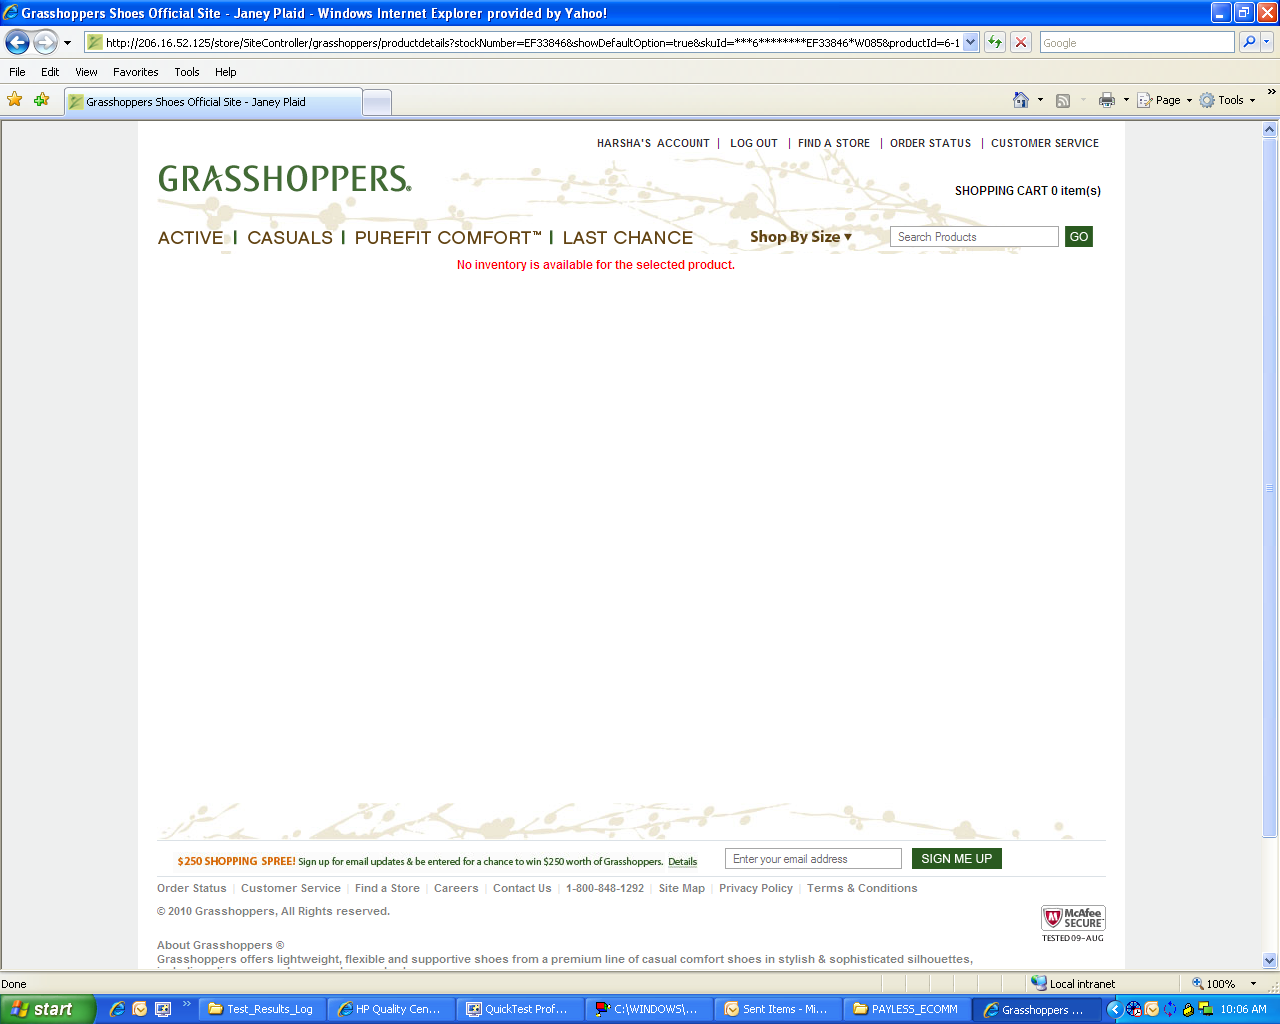 Grasshoppers Shoes Official Site - Janey Plaid - Windows Internet Explorer provided by Yahoo!
http://206.16.52.125/store/SiteController/grasshoppers/productdetails?stockNumber=EF33846&showDefaultOption=true&skuId=***6********EF33846*W085&productId=6-1
Google
File Edit View Favorites Tools Help
Grasshoppers Shoes Official Site - Janey Plaid
Page Tools »
HARSHA'S ACCOUNT | LOG OUT | FIND A STORE | ORDER STATUS | CUSTOMER SERVICE
GRASSHOPPERS®
SHOPPING CART 0 item(s)
ACTIVE | CASUALS | PUREFIT COMFORT™ | LAST CHANCE
Shop By Size ▼
Search Products GO
No inventory is available for the selected product.
$250 SHOPPING SPREE! Sign up for email updates & be entered for a chance to win $250 worth of Grasshoppers. Details
Enter your email address SIGN ME UP
Order Status | Customer Service | Find a Store | Careers | Contact Us | 1-800-848-1292 | Site Map | Privacy Policy | Terms & Conditions
© 2010 Grasshoppers, All Rights reserved.
McAfee SECURE™
TESTED 09-AUG
About Grasshoppers ®
Grasshoppers offers lightweight, flexible and supportive shoes from a premium line of casual comfort shoes in stylish & sophisticated silhouettes,
Done Local intranet 100%
start » Test_Results_Log HP Quality Cen... QuickTest Prof... C:\WINDOWS\... Sent Items - Mi... PAYLESS_ECOMM Grasshoppers ... 10:06 AM